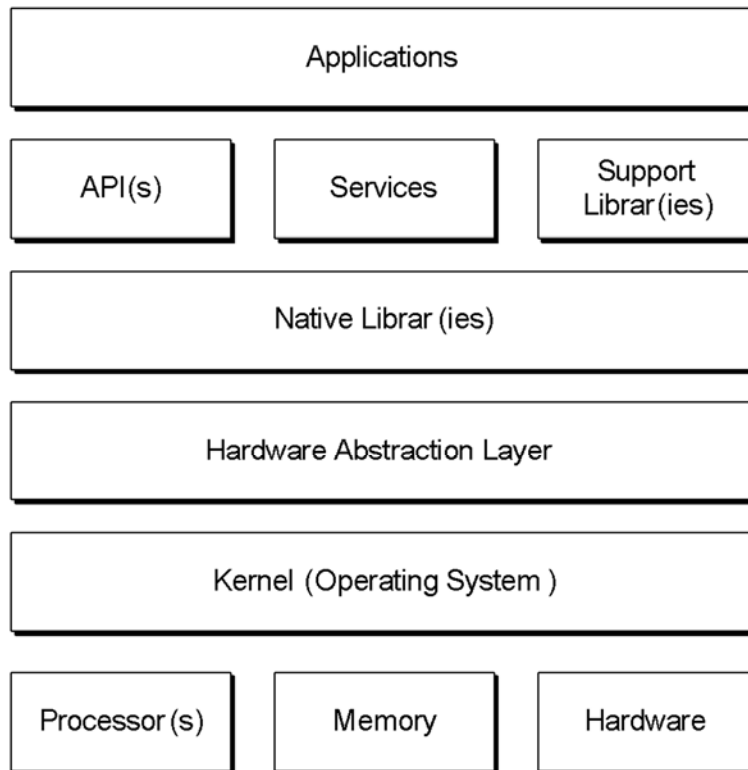 Applications
API(s)
Services
Support
Librar(ies)
Native Librar(ies)
Hardware Abstraction Layer
Kernel (Operating System )
Processor(s)
Memory
Hardware